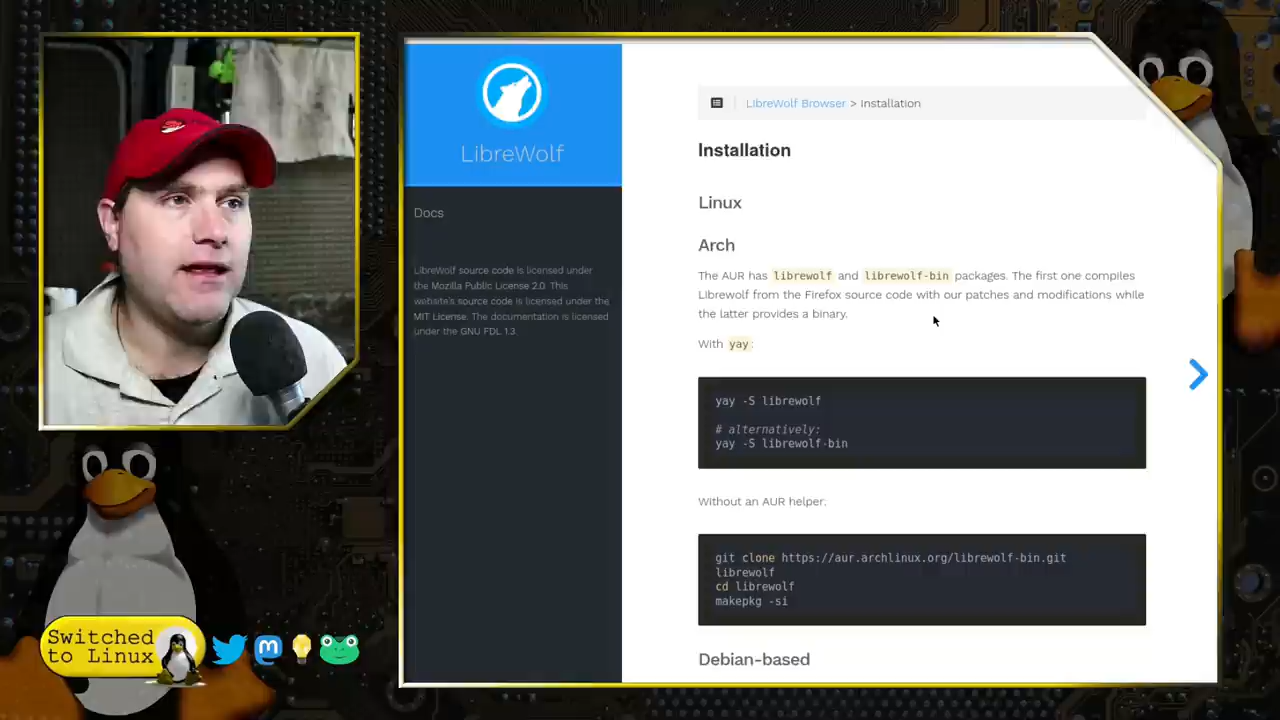 LibreWolf
Docs
LibreWolf source code is licensed under
the Mozilla Public License 2.0. This
website's source code is licensed under the
MIT License. The documentation is licensed
under the GNU FDL 1.3.
LibreWolf Browser > Installation
Installation
Linux
Arch
The AUR has librewolf and librewolf-bin packages. The first one compiles
Librewolf from the Firefox source code with our patches and modifications while
the latter provides a binary.
With yay:
yay -S librewolf
# alternatively:
yay -S librewolf-bin
Without an AUR helper:
git clone https://aur.archlinux.org/librewolf-bin.git
librewolf
cd librewolf
makepkg -si
Debian-based
Switched
to Linux